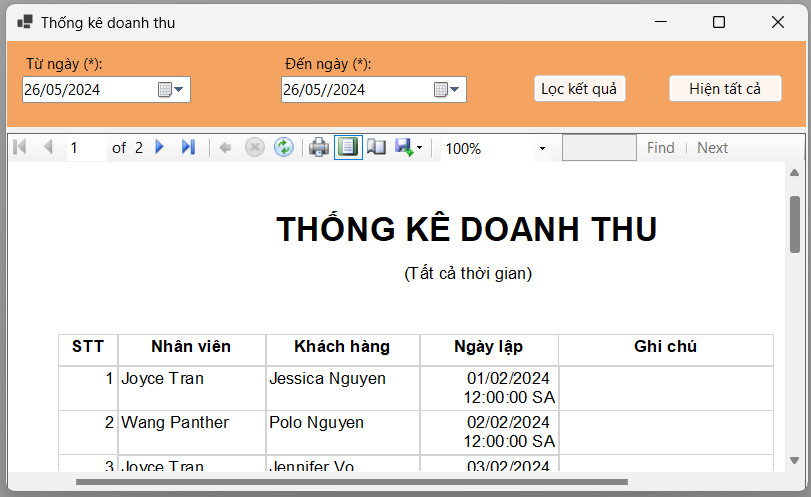 Thống kê doanh thu
Từ ngày (*): Đến ngày (*):
26/05/2024 26/05//2024 Lọc kết quả Hiện tất cả
1 of 2 100% Find Next
THỐNG KÊ DOANH THU
(Tất cả thời gian)
STT Nhân viên Khách hàng Ngày lập Ghi chú
1 Joyce Tran Jessica Nguyen 01/02/2024
12:00:00 SA
2 Wang Panther Polo Nguyen 02/02/2024
12:00:00 SA
3 Joyce Tran Jennifer Vo 03/02/2024